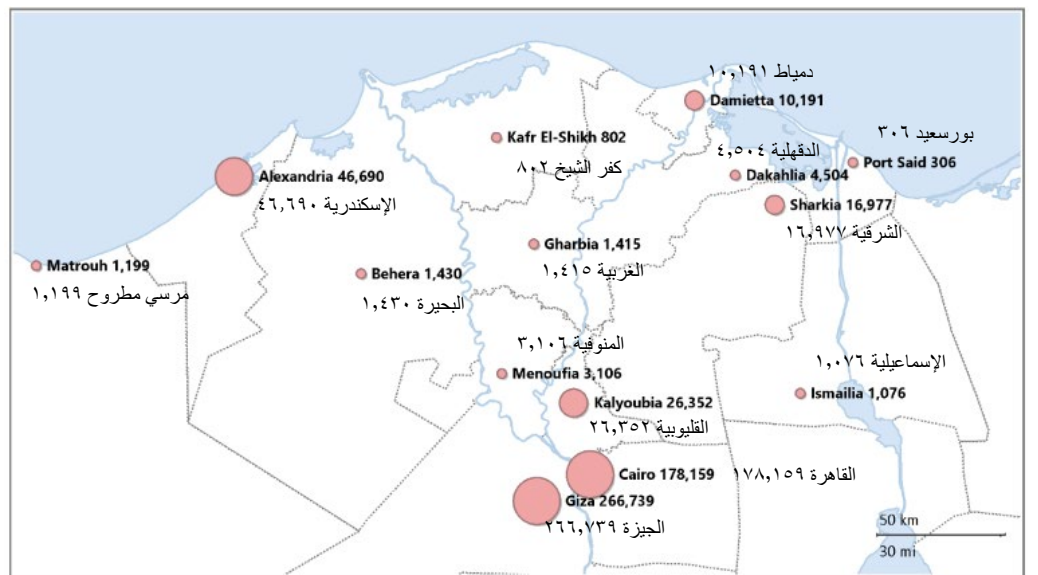 دمياط ١٠,١٩١
Damietta 10,191
بورسعيد ٣٠٦
Kafr El-Shikh 802
الدقهلية ٤,٥٠٤
Port Said 306
كفر الشيخ ٨٠٢
Dakahlia 4,504
Alexandria 46,690
الإسكندرية ٤٦,٦٩٠
Sharkia 16,977
الشرقية ١٦,٩٧٧
Gharbia 1,415
الغربية ١,٤١٥
Matrouh 1,199
مرسي مطروح ١,١٩٩
Behera 1,430
البحيرة ١,٤٣٠
المنوفية ٣,١٠٦
Menoufia 3,106
الإسماعيلية ١,٠٧٦
Ismailia 1,076
Kalyoubia 26,352
القليوبية ٢٦,٣٥٢
Cairo 178,159
القاهرة ١٧٨,١٥٩
Giza 266,739
الجيزة ٢٦٦,٧٣٩
50 km
30 mi